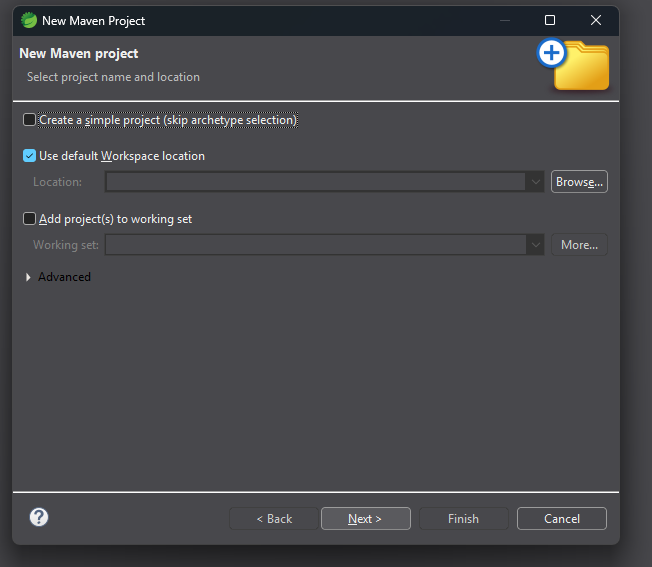 New Maven Project
New Maven project
Select project name and location
Create a simple project (skip archetype selection)
Use default Workspace location
Location: Browse...
Add project(s) to working set
Working set: More...
Advanced
? < Back Next > Finish Cancel